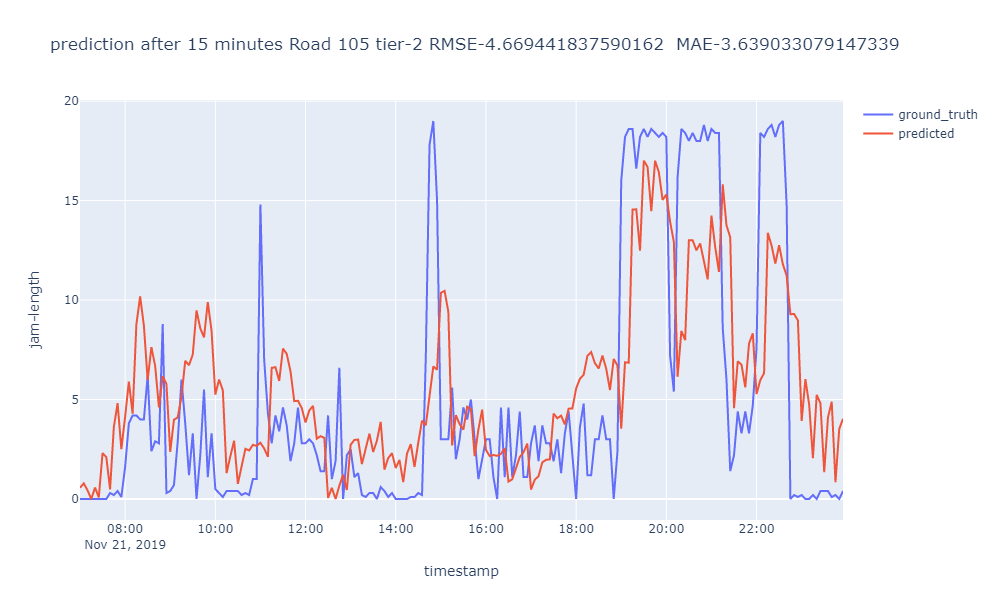 prediction after 15 minutes Road 105 tier-2 RMSE-4.669441837590162  MAE-3.639033079147339
ground_truth
predicted
jam-length
20
15
10
5
0
08:00 10:00 12:00 14:00 16:00 18:00 20:00 22:00
Nov 21, 2019
timestamp